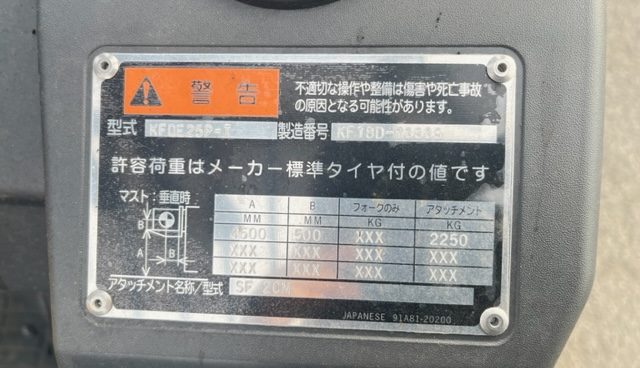 警告
不適切な操作や整備は傷害や死亡事故
の原因となる可能性があります。
型式 製造番号
許容荷重はメーカー標準タイヤ付の値です
マスト:垂直時
A B フォークのみ アタッチメント
MM MM KG KG
4500 500 XXX 2250
XXX XXX XXX XXX
XXX XXX XXX XXX
B
A B
アタッチメント名称/型式
JAPANESE 91A81-20200